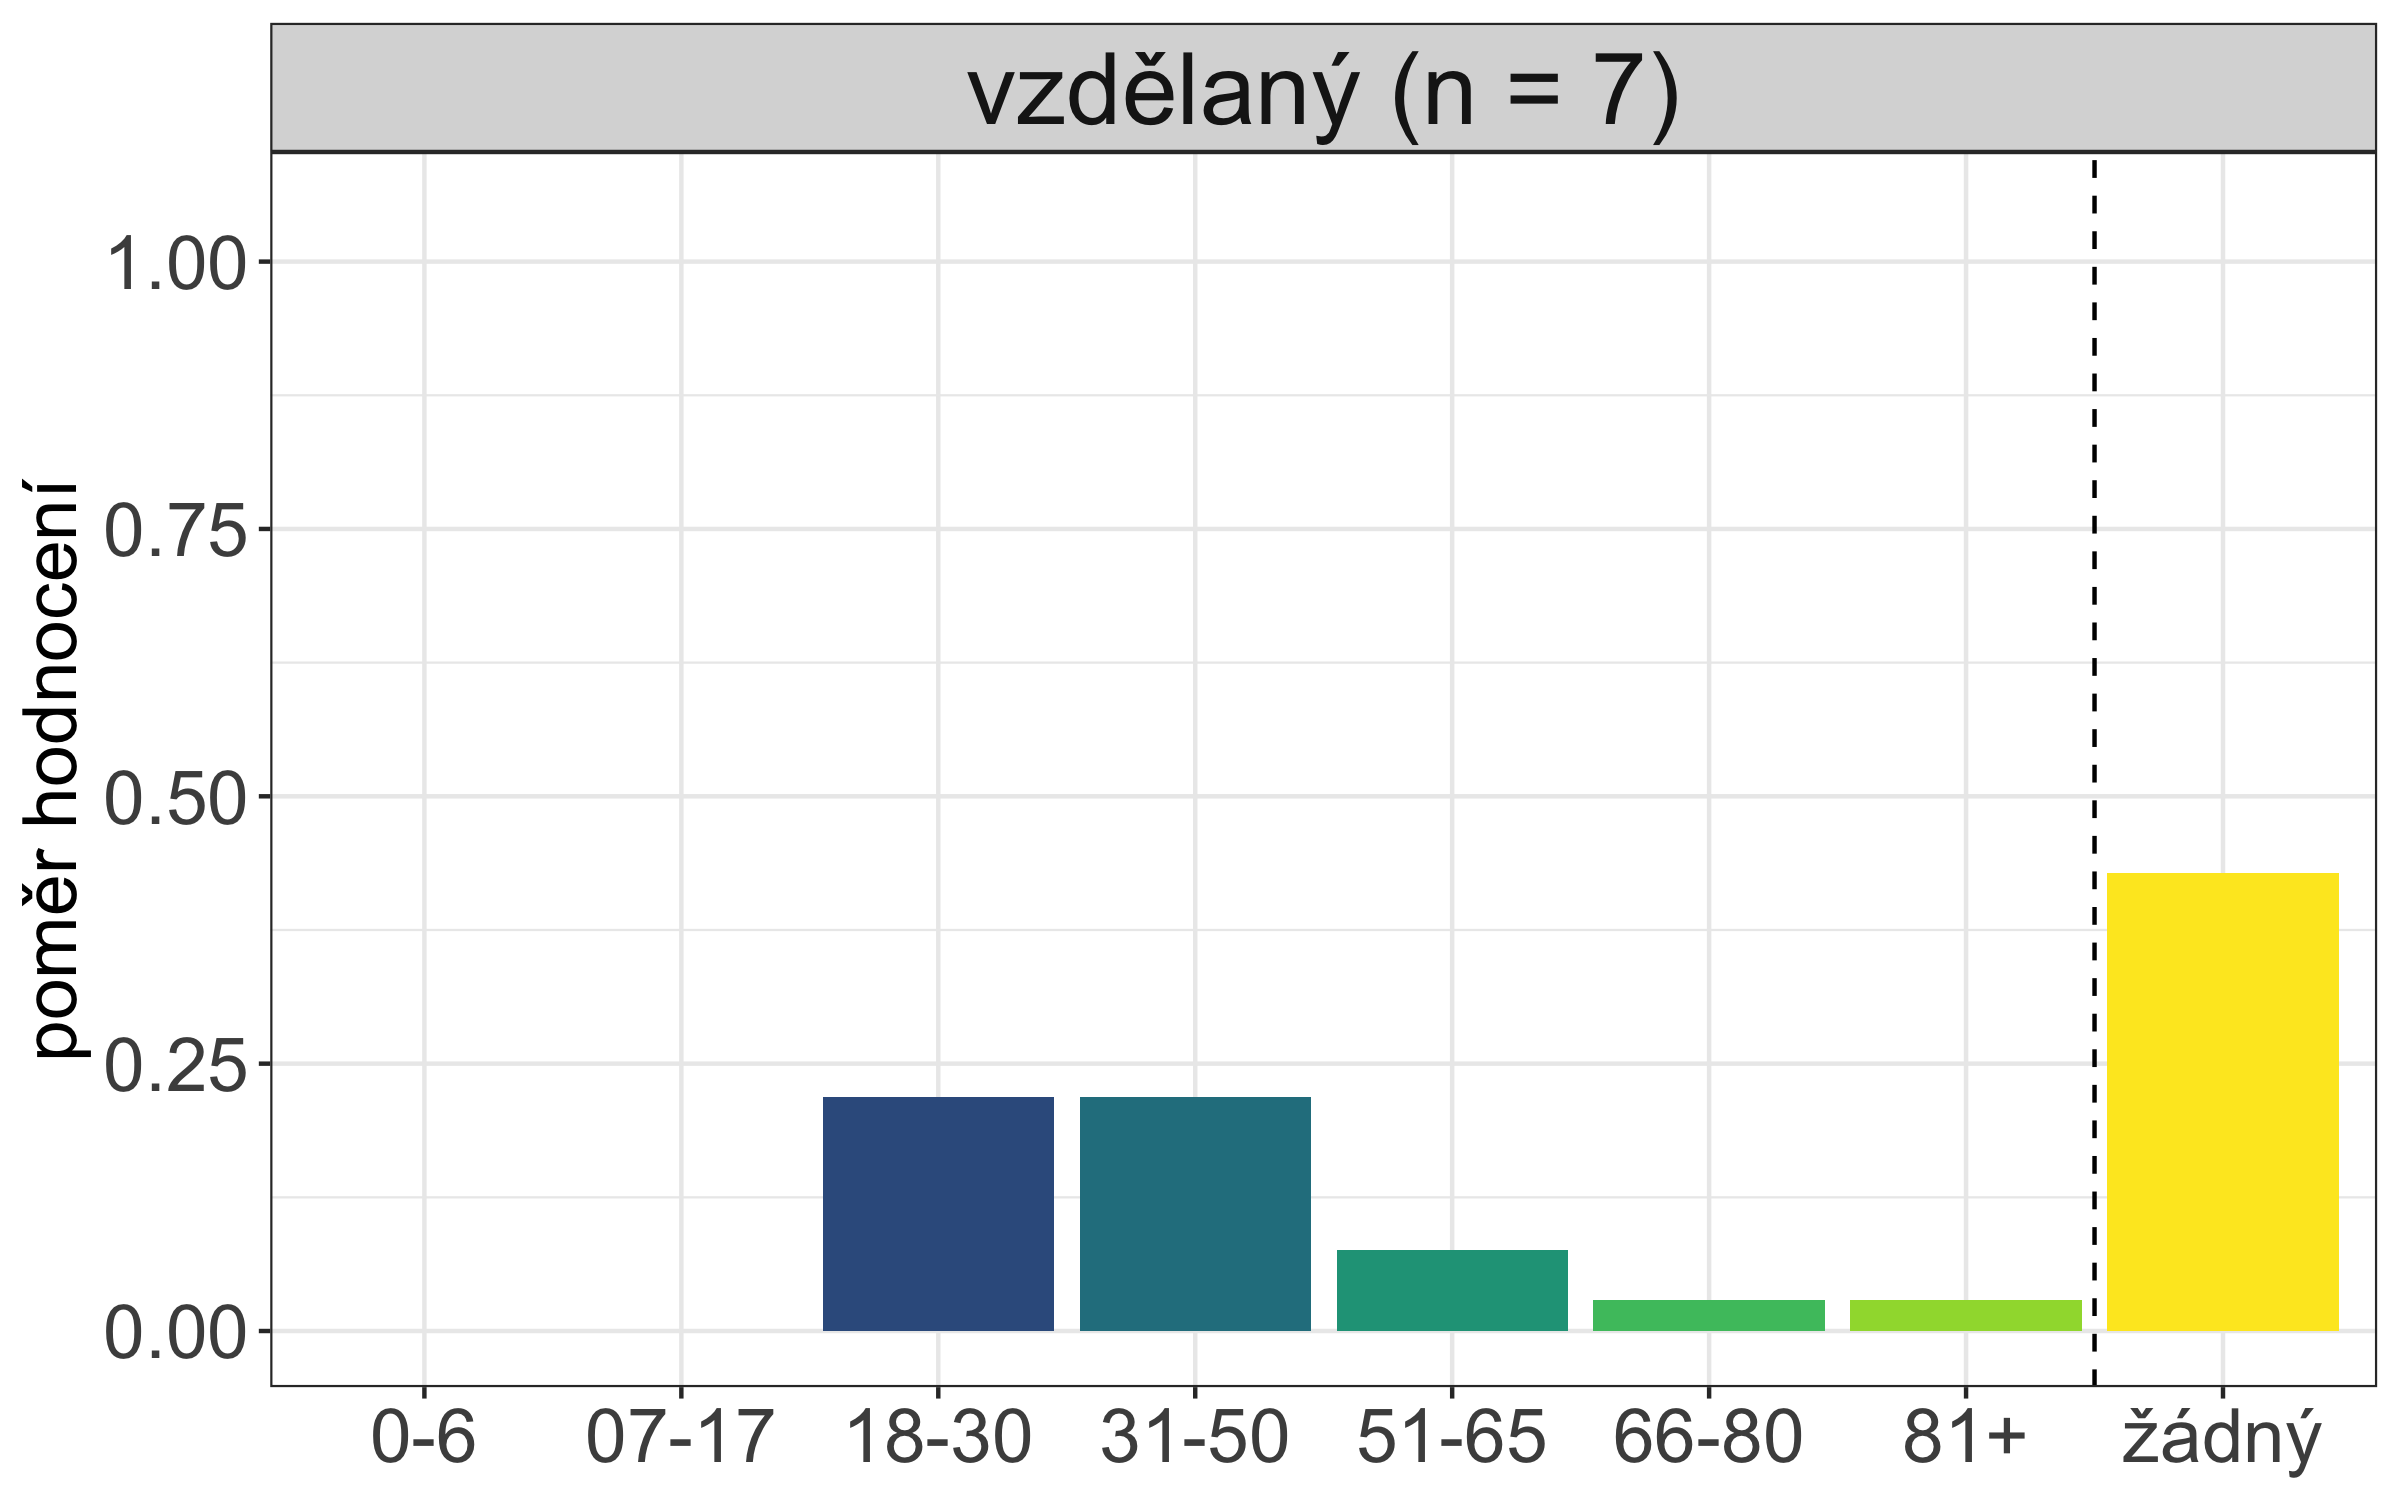 vzdělaný (n = 7)
poměr hodnocení
1.00
0.75
0.50
0.25
0.00
0-6 07-17 18-30 31-50 51-65 66-80 81+ žádný